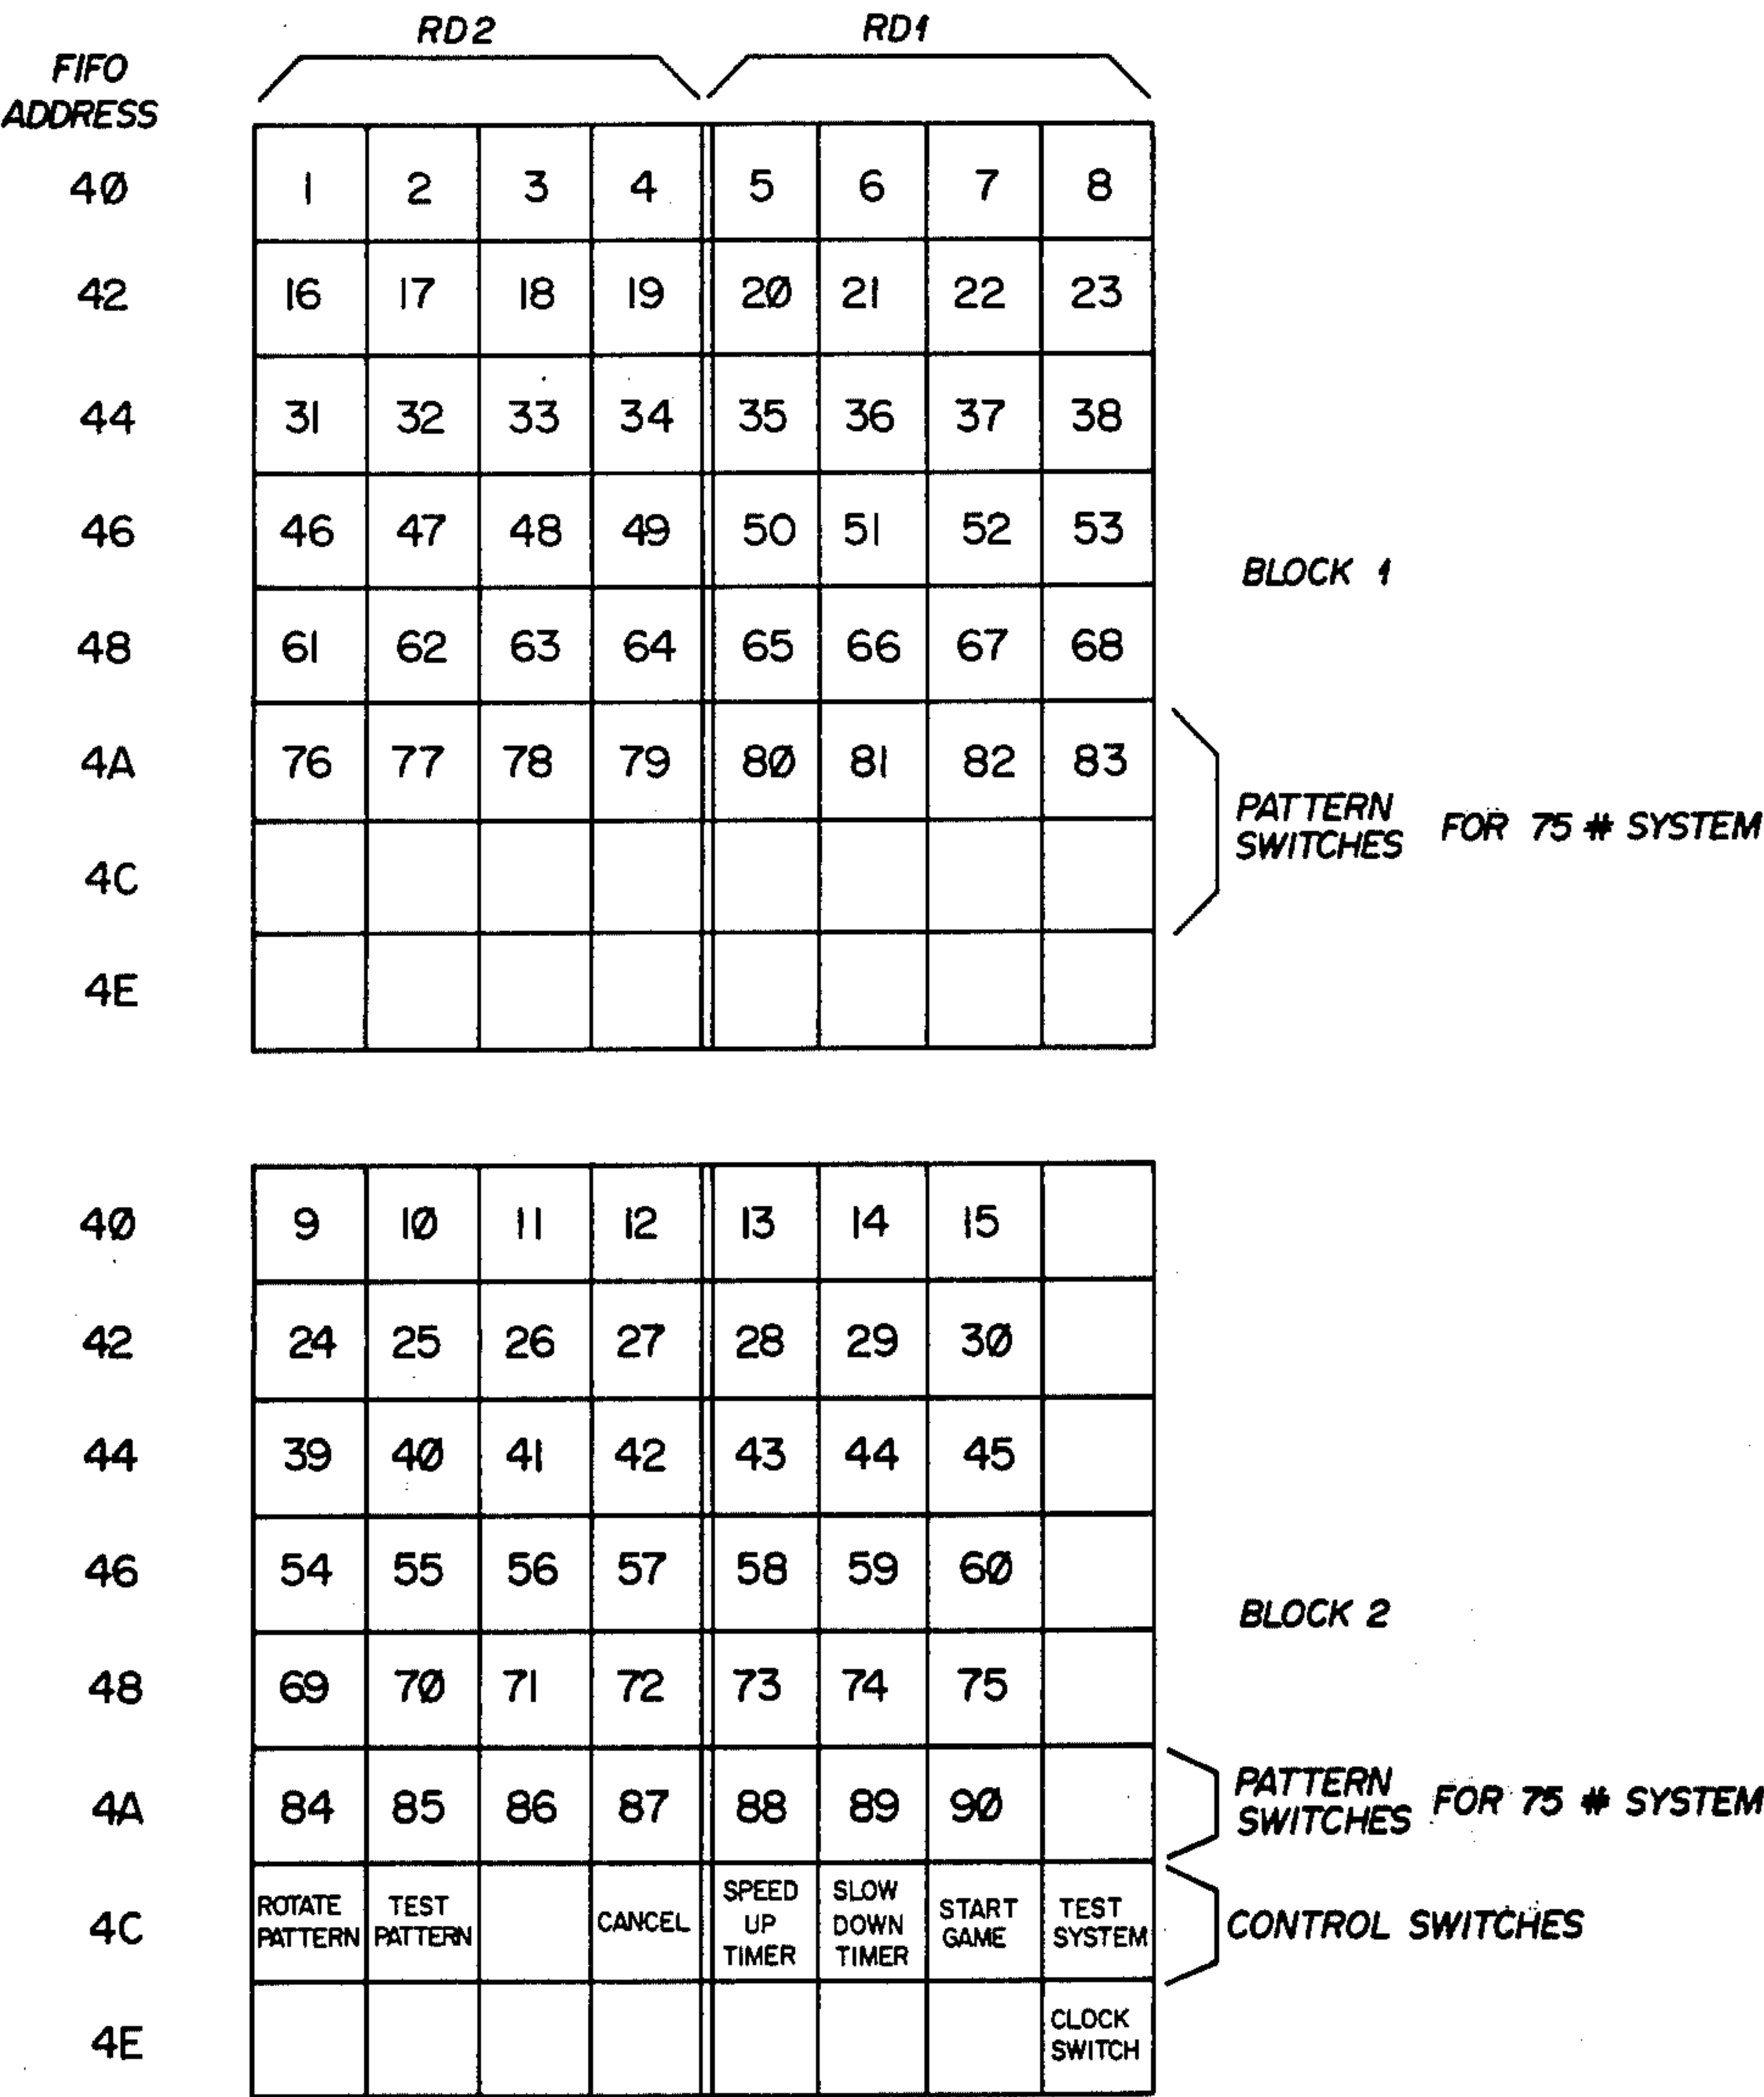 RD2 RD1
FIFO
ADDRESS
4Ø 1 2 3 4 5 6 7 8
42 16 17 18 19 2Ø 21 22 23
44 31 32 33 34 35 36 37 38
46 46 47 48 49 50 51 52 53
BLOCK 1
48 61 62 63 64 65 66 67 68
4A 76 77 78 79 8Ø 81 82 83
PATTERN
SWITCHES FOR 75 # SYSTEM
4C
4E
4Ø 9 1Ø 11 12 13 14 15
42 24 25 26 27 28 29 3Ø
44 39 4Ø 41 42 43 44 45
46 54 55 56 57 58 59 6Ø
BLOCK 2
48 69 7Ø 71 72 73 74 75
4A 84 85 86 87 88 89 9Ø
PATTERN
SWITCHES FOR 75 # SYSTEM
4C
ROTATE
PATTERN
TEST
PATTERN
CANCEL
SPEED
UP
TIMER
SLOW
DOWN
TIMER
START
GAME
TEST
SYSTEM
CONTROL SWITCHES
4E
CLOCK
SWITCH